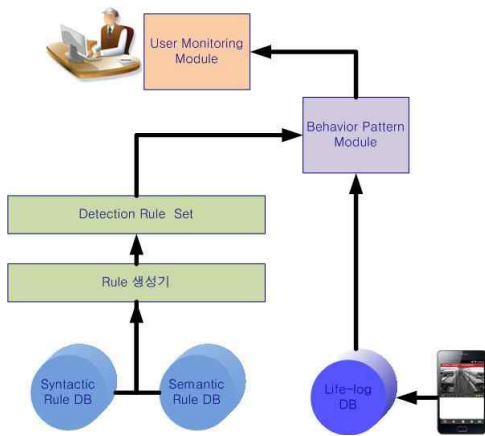 User Monitoring
Module
Behavior Pattern
Module
Detection Rule Set
Rule 생성기
Syntactic
Rule DB
Semantic
Rule DB
Life-log
DB